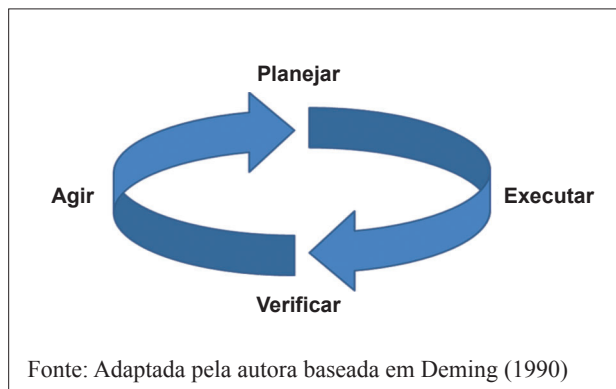 Planejar
Agir
Executar
Verificar
Fonte: Adaptada pela autora baseada em Deming (1990)